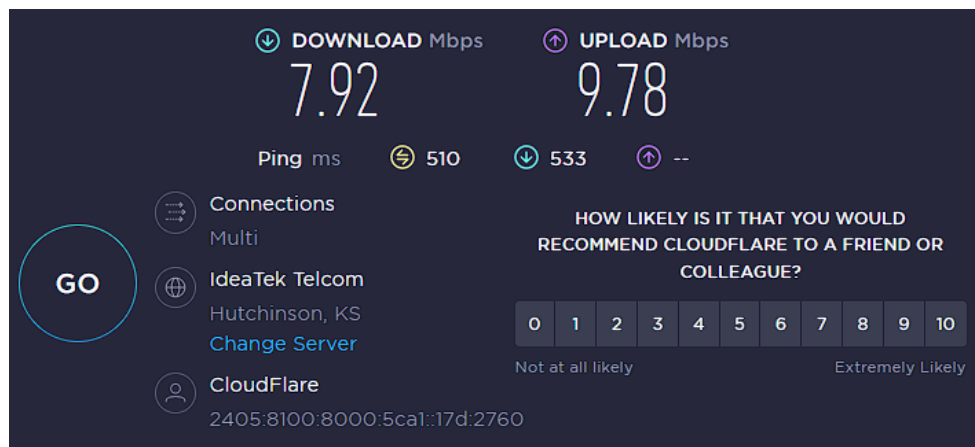 DOWNLOAD Mbps
7.92
UPLOAD Mbps
9.78
Ping ms 510 533 --
GO
Connections
Multi
IdeaTek Telcom
Hutchinson, KS
Change Server
CloudFlare
2405:8100:8000:5ca1::17d:2760
HOW LIKELY IS IT THAT YOU WOULD
RECOMMEND CLOUDFLARE TO A FRIEND OR
COLLEAGUE?
0 1 2 3 4 5 6 7 8 9 10
Not at all likely Extremely Likely